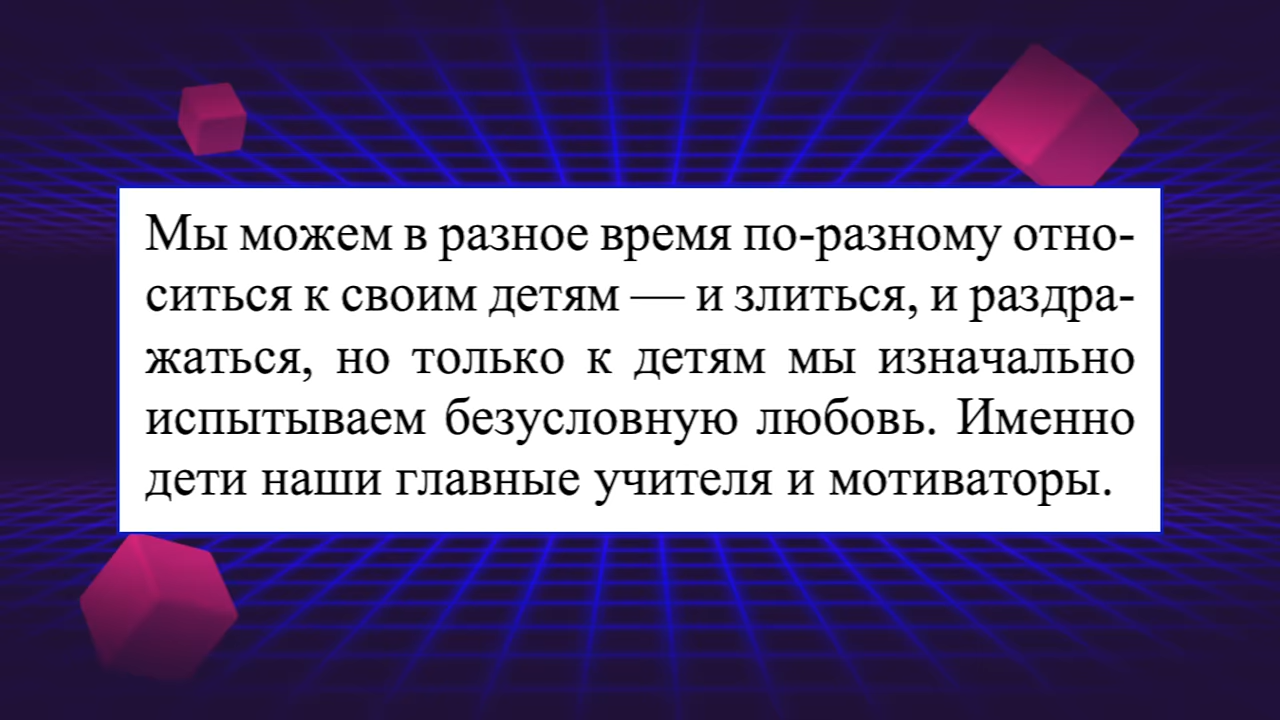 Мы можем в разное время по-разному отно-
ситься к своим детям — и злиться, и раздра-
жаться, но только к детям мы изначально
испытываем безусловную любовь. Именно
дети наши главные учителя и мотиваторы.